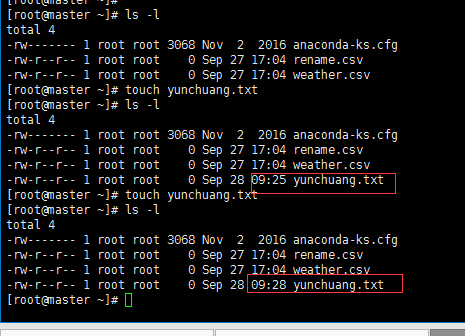 [root@master ~]# ls -l
total 4
-rw------- 1 root root 3068 Nov  2  2016 anaconda-ks.cfg
-rw-r--r-- 1 root root    0 Sep 27 17:04 rename.csv
-rw-r--r-- 1 root root    0 Sep 27 17:04 weather.csv
[root@master ~]# touch yunchuang.txt
[root@master ~]# ls -l
total 4
-rw------- 1 root root 3068 Nov  2  2016 anaconda-ks.cfg
-rw-r--r-- 1 root root    0 Sep 27 17:04 rename.csv
-rw-r--r-- 1 root root    0 Sep 27 17:04 weather.csv
-rw-r--r-- 1 root root    0 Sep 28 09:25 yunchuang.txt
[root@master ~]# touch yunchuang.txt
[root@master ~]# ls -l
total 4
-rw------- 1 root root 3068 Nov  2  2016 anaconda-ks.cfg
-rw-r--r-- 1 root root    0 Sep 27 17:04 rename.csv
-rw-r--r-- 1 root root    0 Sep 27 17:04 weather.csv
-rw-r--r-- 1 root root    0 Sep 28 09:28 yunchuang.txt
[root@master ~]#